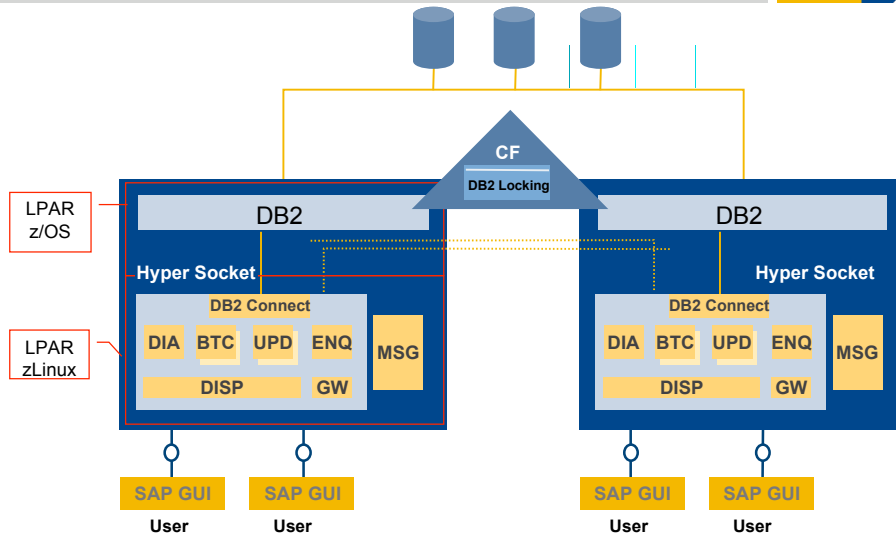 CF
DB2 Locking
LPAR
z/OS
DB2
DB2
Hyper Socket
Hyper Socket
DB2 Connect
DB2 Connect
LPAR
zLinux
DIA BTC UPD ENQ
MSG
DISP GW
DIA BTC UPD ENQ
MSG
DISP GW
SAP GUI
SAP GUI
SAP GUI
SAP GUI
User
User
User
User